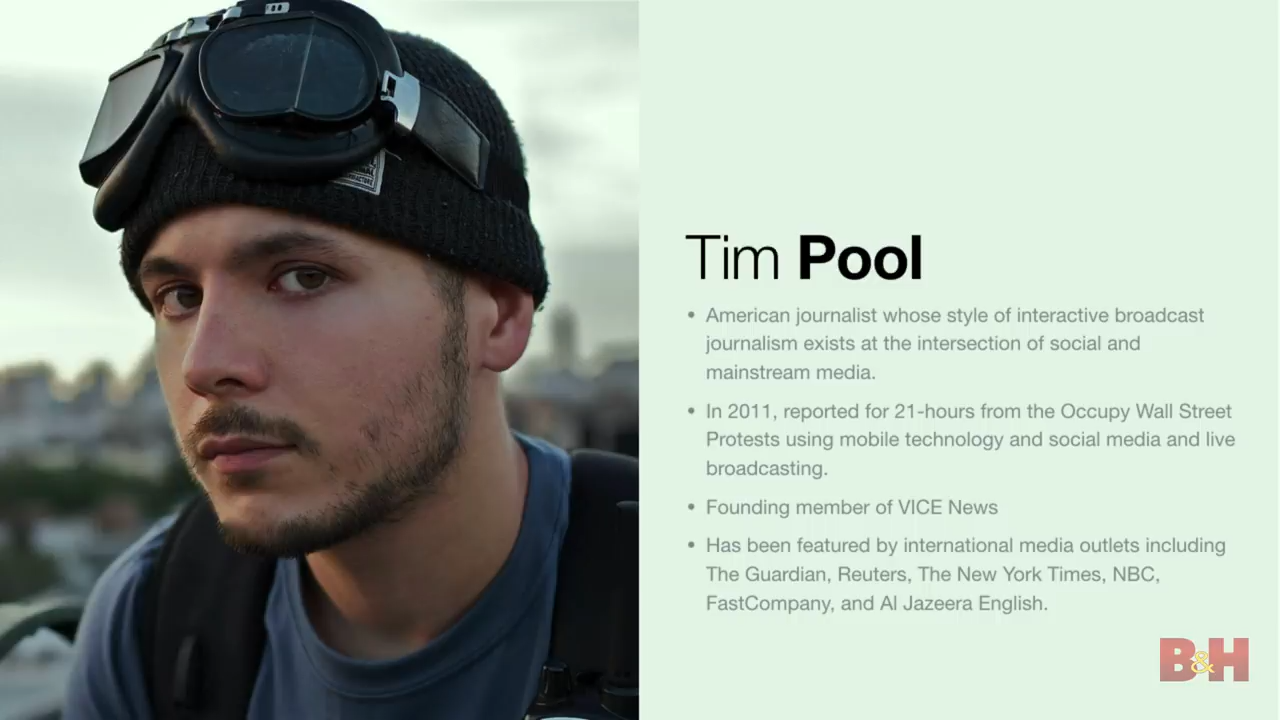 Tim Pool
• American journalist whose style of interactive broadcast
journalism exists at the intersection of social and
mainstream media.
• In 2011, reported for 21-hours from the Occupy Wall Street
Protests using mobile technology and social media and live
broadcasting.
• Founding member of VICE News
• Has been featured by international media outlets including
The Guardian, Reuters, The New York Times, NBC,
FastCompany, and Al Jazeera English.
B&H